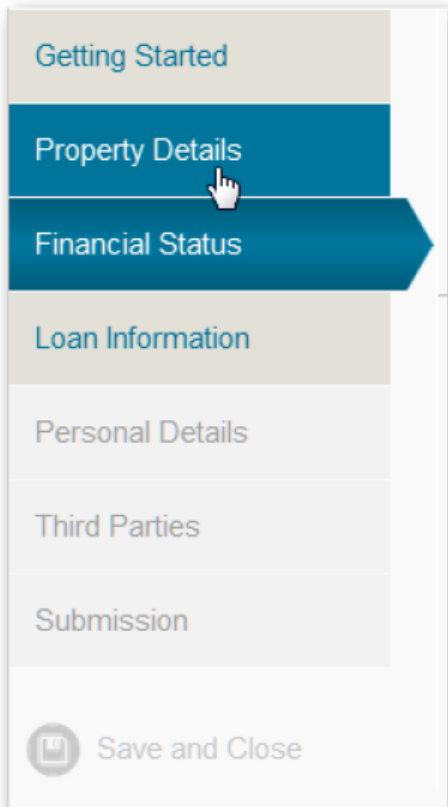 Getting Started
Property Details
Financial Status
Loan Information
Personal Details
Third Parties
Submission
Save and Close